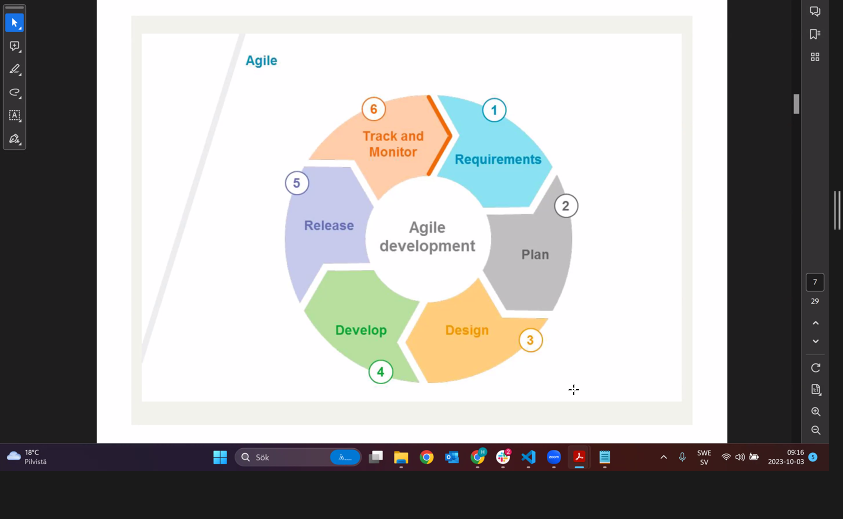 Agile
6
1
Track and
Monitor
Requirements
5
2
Release
Agile
development
Plan
Develop
Design
3
4
7
29
18°C
Pilvistä
Sök
SWE
SV
09:16
2023-10-03